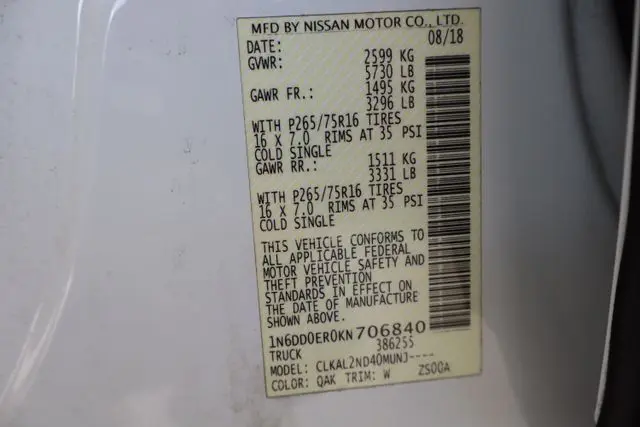 MFD BY NISSAN MOTOR CO., LTD.
DATE: 08/18
GVWR: 2599 KG
5730 LB
GAWR FR.: 1495 KG
3296 LB
WITH P265/75R16 TIRES
16 X 7.0 RIMS AT 35 PSI
COLD SINGLE
GAWR RR.: 1511 KG
3331 LB
WITH P265/75R16 TIRES
16 X 7.0 RIMS AT 35 PSI
COLD SINGLE
THIS VEHICLE CONFORMS TO
ALL APPLICABLE FEDERAL
MOTOR VEHICLE SAFETY AND
THEFT PREVENTION
STANDARDS IN EFFECT ON
THE DATE OF MANUFACTURE
SHOWN ABOVE.
1N6DD0ER0KN706840
TRUCK 386255
MODEL: CLKAL2ND40MUNJ----
COLOR: QAK TRIM: W ZS00A